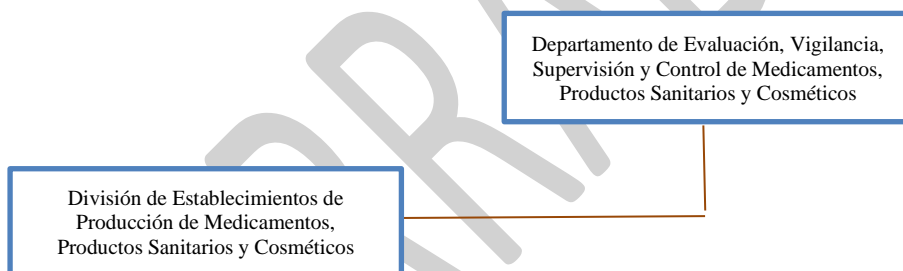 Departamento de Evaluación, Vigilancia,
Supervisión y Control de Medicamentos,
Productos Sanitarios y Cosméticos
División de Establecimientos de
Producción de Medicamentos,
Productos Sanitarios y Cosméticos